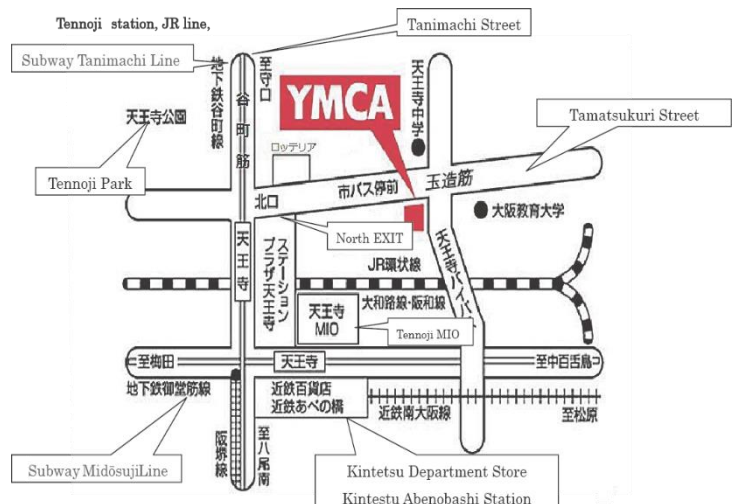 Tennoji station, JR line,
Tanimachi Street
Subway Tanimachi Line
地下鉄谷町線
谷町筋
至守口
YMCA
天王寺中学
Tamatsukuri Street
天王寺公園
ロッテリア
Tennoji Park
市バス停前
玉造筋
北口
大阪教育大学
North EXIT
天王寺
ステーション
プラザ天王寺
JR環状線
天王寺バイパ
天王寺
MIO
大和路線・阪和線
Tennoji MIO
至梅田
天王寺
至中百舌鳥
地下鉄御堂筋線
近鉄百貨店
近鉄あべの橋
近鉄南大阪線
至松原
阪堺線
至八尾南
Subway MidōsujiLine
Kintetsu Department Store
Kintestu Abenobashi Station